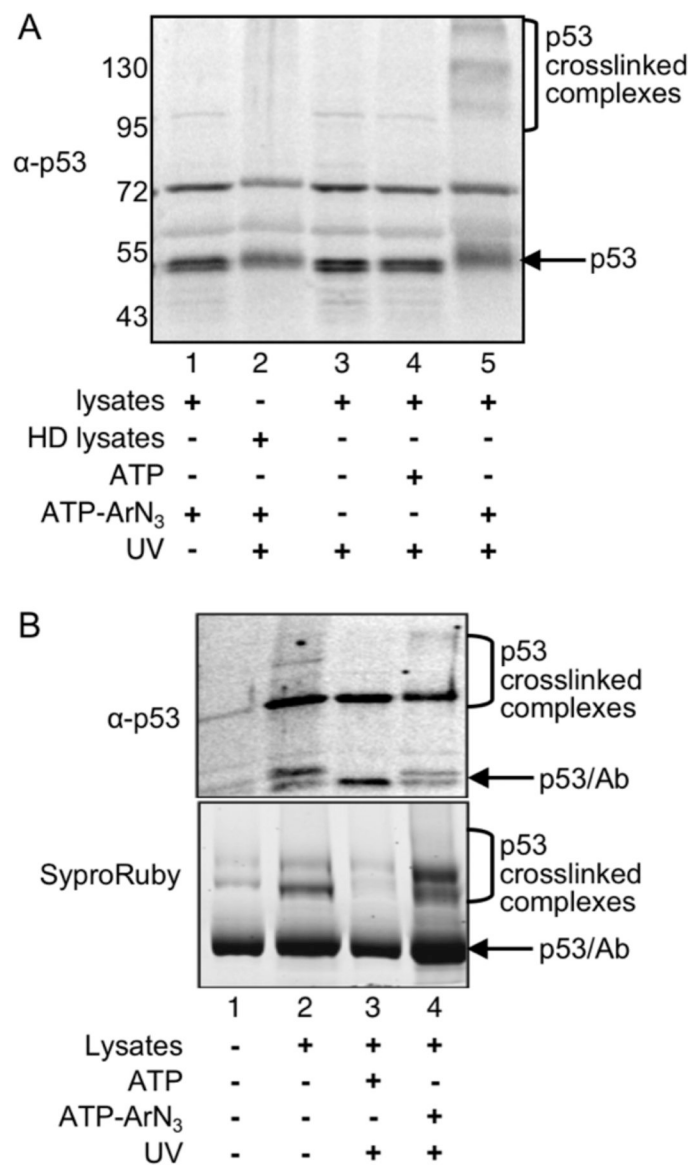 A
130
95
72
55
43
α-p53
p53
crosslinked
complexes
p53
1 2 3 4 5
lysates + - + + +
HD lysates - + - - -
ATP - - - + -
ATP-ArN₃ + + - - +
UV - + + + +
B
α-p53
p53
crosslinked
complexes
p53/Ab
SyproRuby
p53
crosslinked
complexes
p53/Ab
1 2 3 4
Lysates - + + +
ATP - - + -
ATP-ArN₃ - - - +
UV - - + +